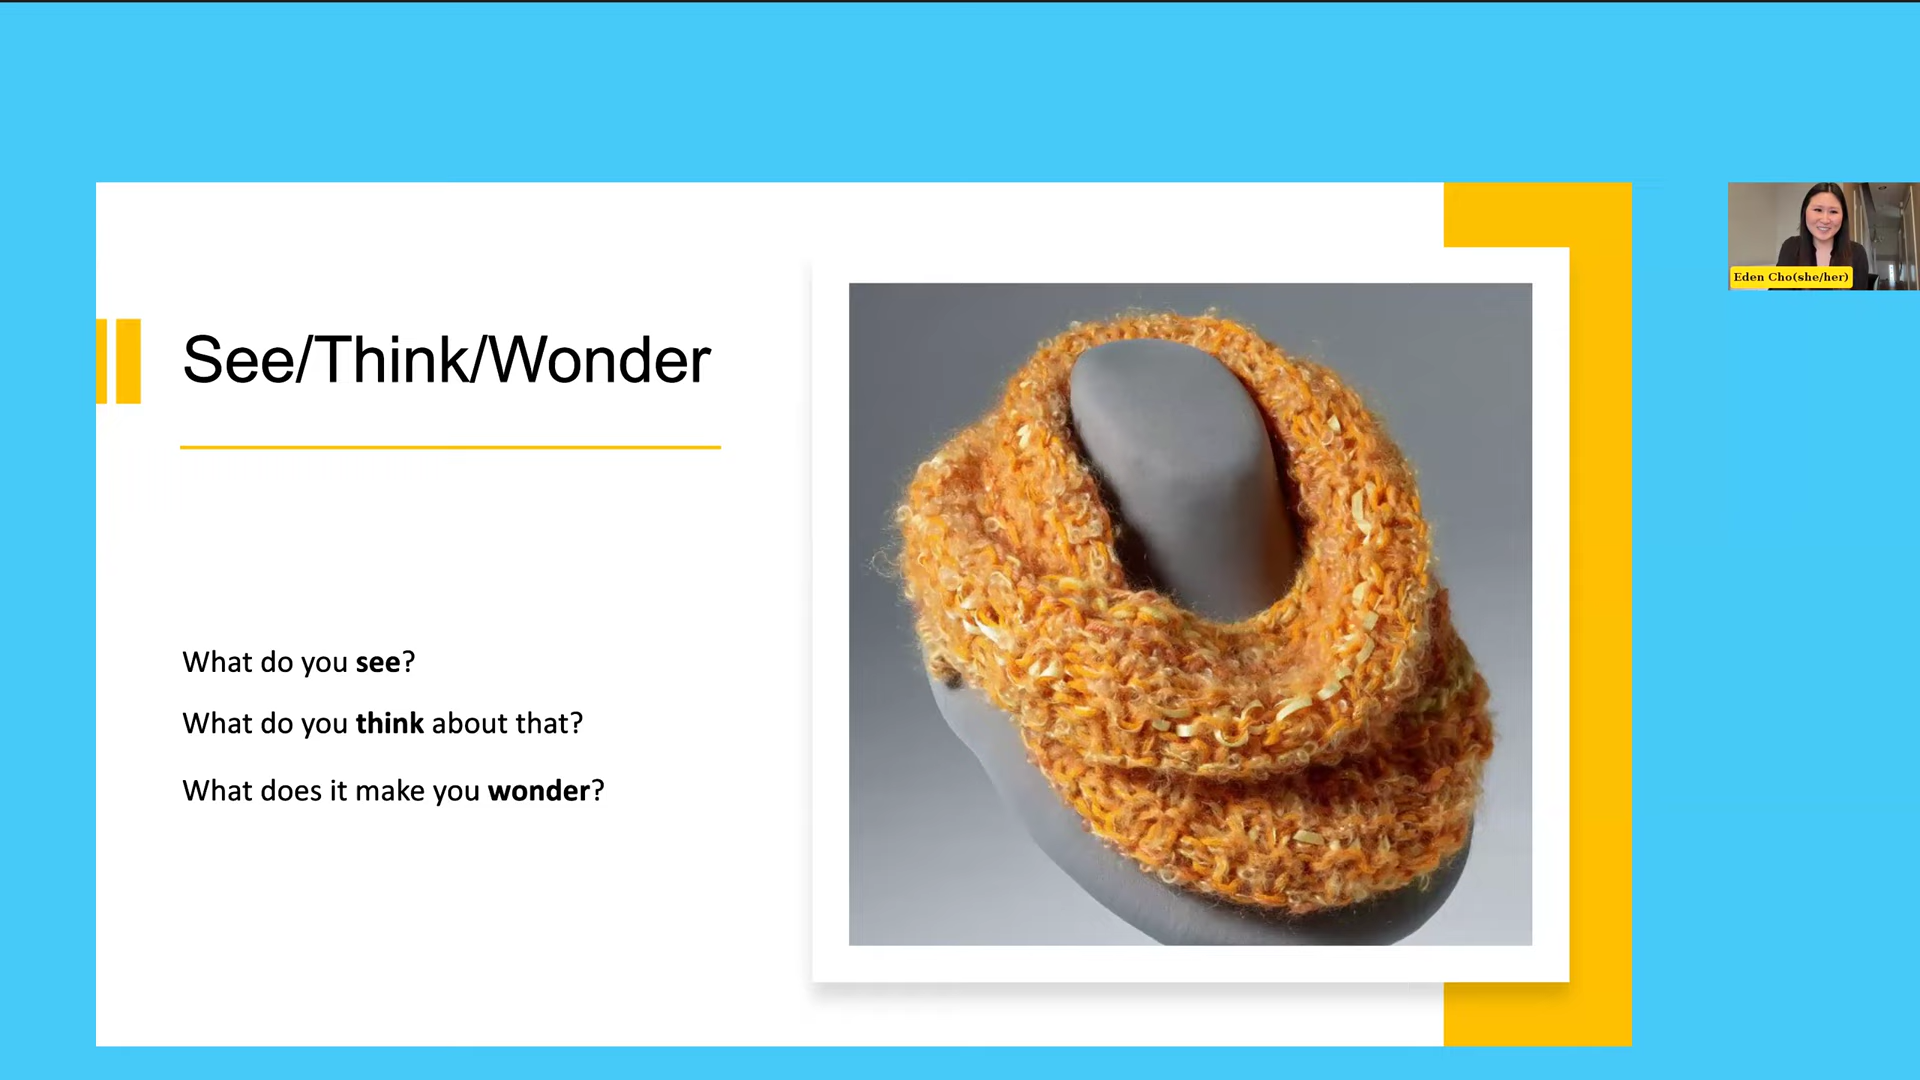 See/Think/Wonder
What do you see?
What do you think about that?
What does it make you wonder?
Eden Cho(she/her)